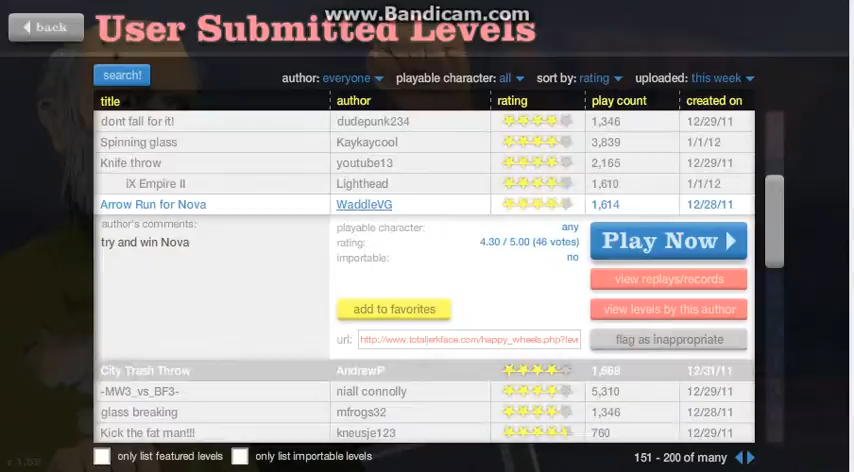 www.Bandicam.com
back
User Submitted Levels
search!
author: everyone playable character: all sort by: rating uploaded: this week
title author rating play count created on
dont fall for it! dudepunk234 1,346 12/29/11
Spinning glass Kaykaycool 3,839 1/1/12
Knife throw youtube13 2,165 12/29/11
iX Empire II Lighthead 1,610 1/1/12
Arrow Run for Nova WaddleVG 1,614 12/28/11
author's comments:
try and win Nova
playable character: any
rating: 4.30 / 5.00 (46 votes)
importable: no
Play Now
view replays/records
add to favorites
view levels by this author
url: http://www.totaljerkface.com/happy_wheels.php?leve
flag as inappropriate
City Trash Throw AndrewP 1,668 12/31/11
-MW3_vs_BF3- niall connolly 5,310 12/29/11
glass breaking mfrogs32 1,346 12/28/11
Kick the fat man!!! kneusje123 760 12/29/11
only list featured levels only list importable levels
151 - 200 of many